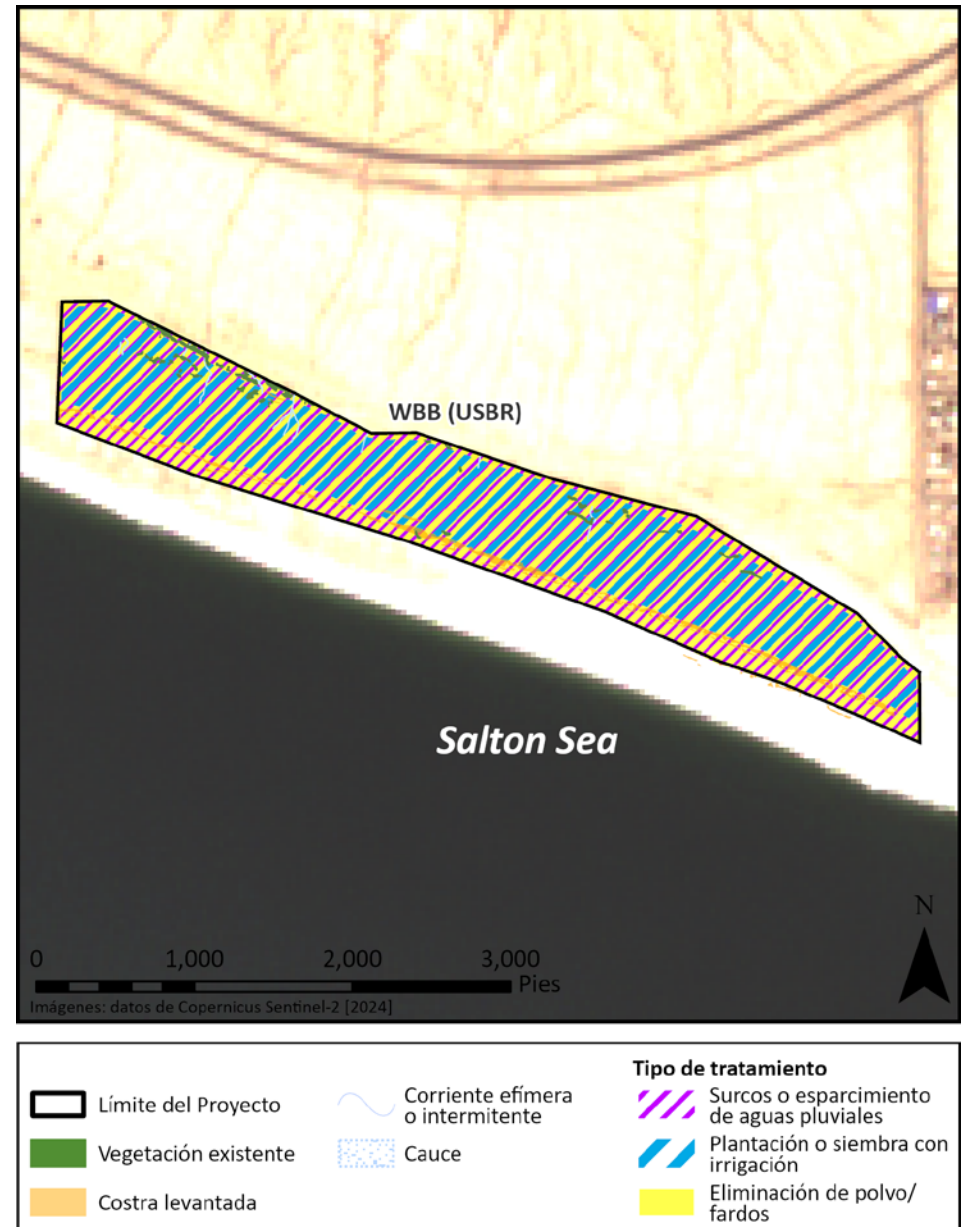 WBB (USBR)
Salton Sea
N
0 1,000 2,000 3,000
Pies
Imágenes: datos de Copernicus Sentinel-2 [2024]
Límite del Proyecto
Vegetación existente
Costra levantada
Corriente efímera
o intermitente
Cauce
Tipo de tratamiento
Surcos o esparcimiento
de aguas pluviales
Plantación o siembra con
irrigación
Eliminación de polvo/
fardos